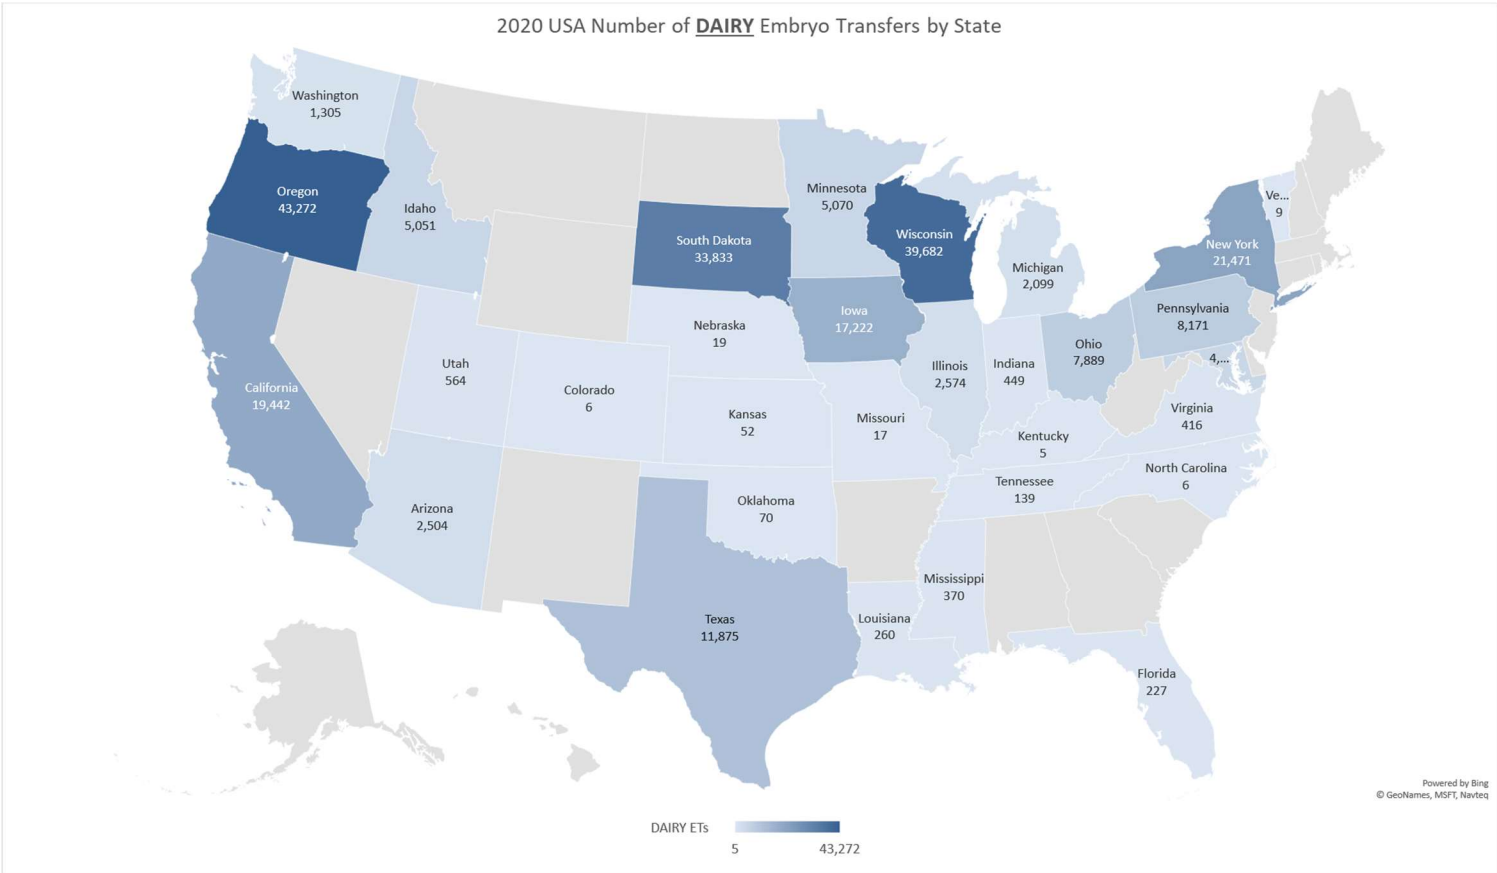 2020 USA Number of DAIRY Embryo Transfers by State
Washington
1,305
Oregon
43,272
Idaho
5,051
Minnesota
5,070
South Dakota
33,833
Wisconsin
39,682
Michigan
2,099
Ve...
9
New York
21,471
Pennsylvania
8,171
Iowa
17,222
Nebraska
19
Ohio
7,889
4,...
Illinois
2,574
Indiana
449
Utah
564
Colorado
6
California
19,442
Kansas
52
Missouri
17
Virginia
416
Kentucky
5
North Carolina
6
Tennessee
139
Arizona
2,504
Oklahoma
70
Mississippi
370
Texas
11,875
Louisiana
260
Florida
227
Powered by Bing
© GeoNames, MSFT, Navteq
DAIRY ETs
5
43,272